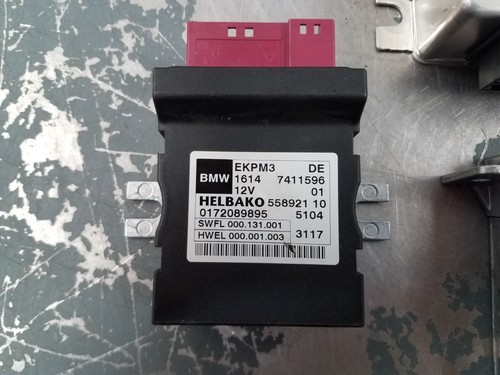 BMW EKPM3 DE
1614 7411596
12V 01
HELBAKO 558921 10
0172089895 5104
SWFL 000.131.001
HWEL 000.001.003 3117